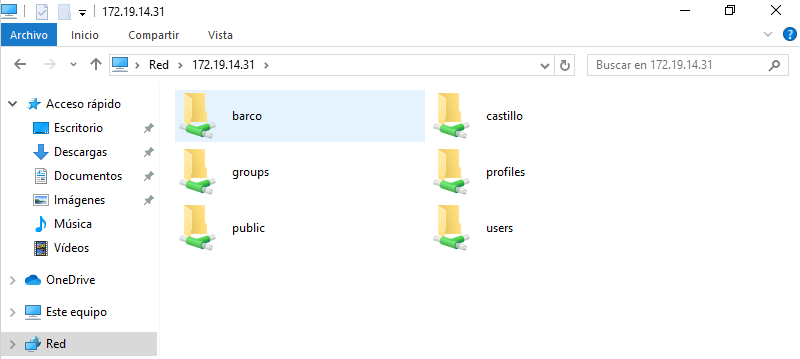 172.19.14.31
Archivo Inicio Compartir Vista
Red 172.19.14.31 Buscar en 172.19.14.31
Acceso rápido
Escritorio
Descargas
Documentos
Imágenes
Música
Vídeos
OneDrive
Este equipo
Red
barco castillo
groups profiles
public users